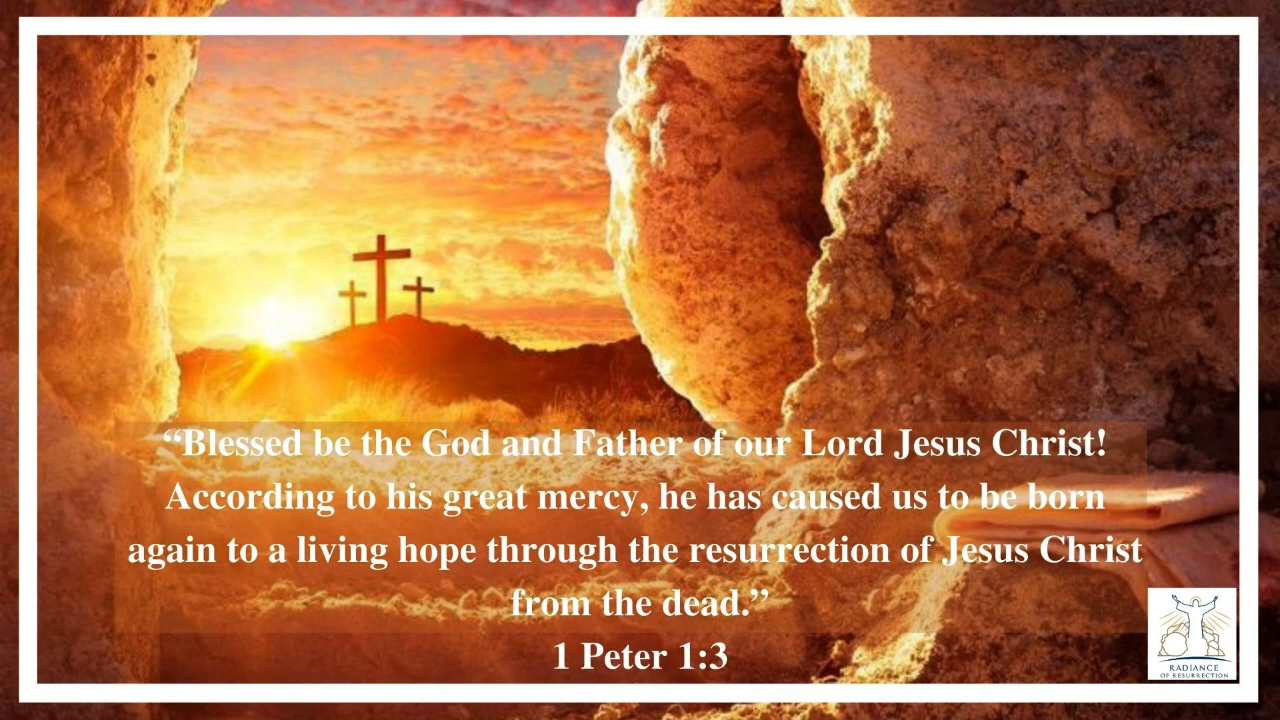 “Blessed be the God and Father of our Lord Jesus Christ!
According to his great mercy, he has caused us to be born
again to a living hope through the resurrection of Jesus Christ
from the dead.”
1 Peter 1:3
RADIANCE
OF RESURRECTION